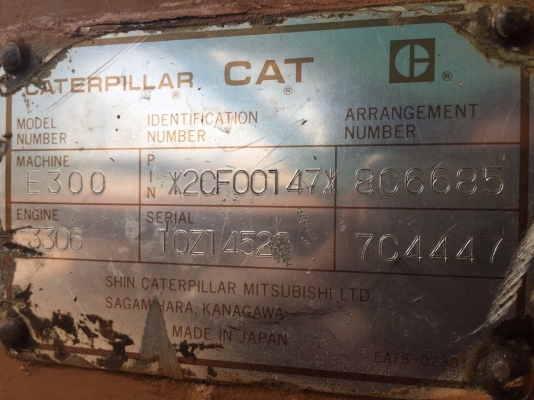 CATERPILLAR® CAT® C®
MODEL NUMBER IDENTIFICATION NUMBER ARRANGEMENT NUMBER
MACHINE E300 PIN X2CF00147X 8C6685
ENGINE 3306 SERIAL 7C4447
SHIN CATERPILLAR MITSUBISHI LTD.
SAGAMIHARA, KANAGAWA
MADE IN JAPAN